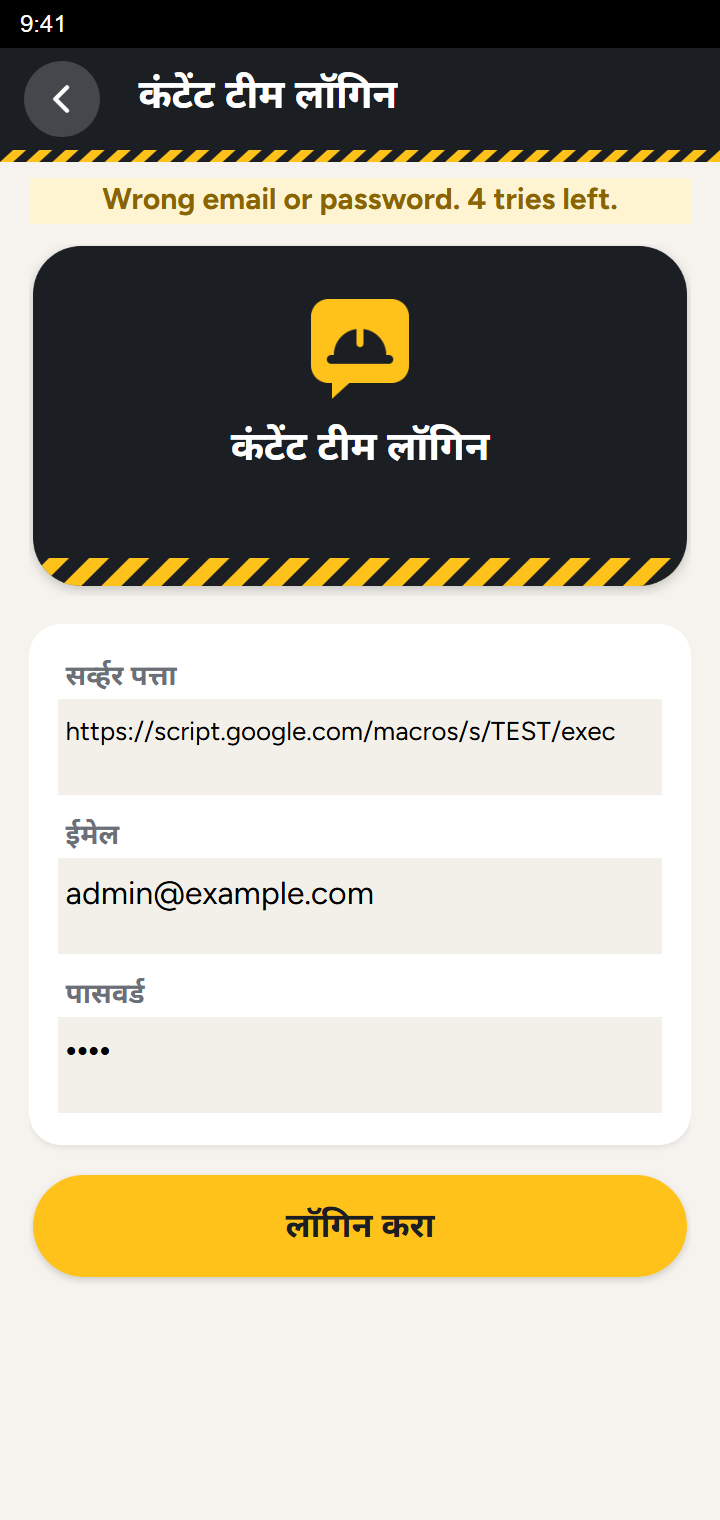 9:41
कंटेंट टीम लॉगिन
Wrong email or password. 4 tries left.
कंटेंट टीम लॉगिन
सर्व्हर पत्ता
https://script.google.com/macros/s/TEST/exec
ईमेल
admin@example.com
पासवर्ड
••••
लॉगिन करा